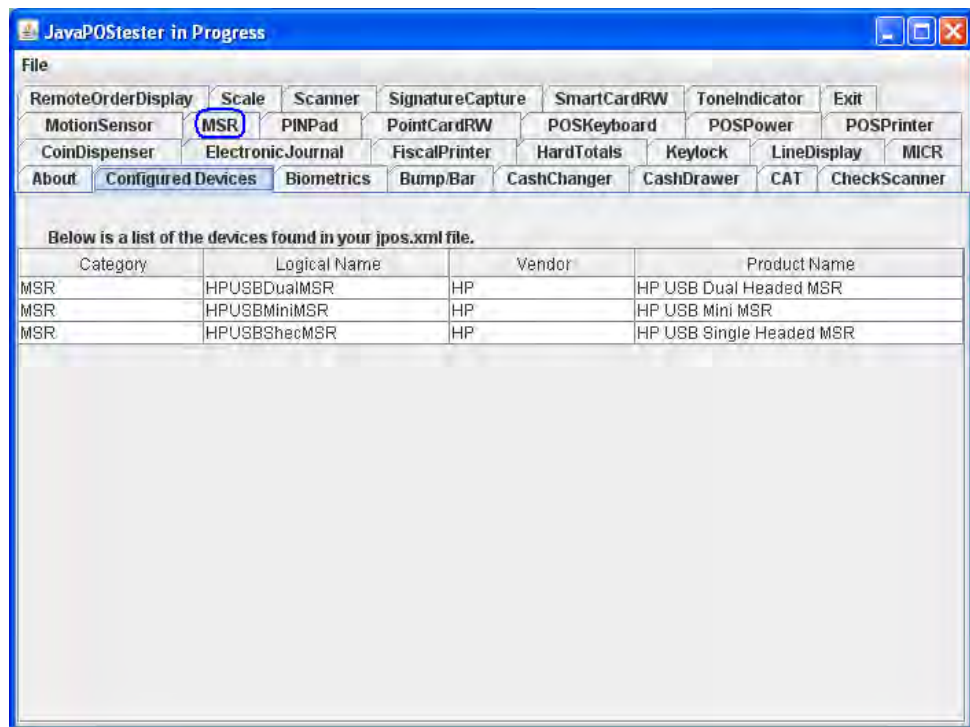 JavaPOStester in Progress
File
RemoteOrderDisplay Scale Scanner SignatureCapture SmartCardRW ToneIndicator Exit
MotionSensor MSR PINPad PointCardRW POSKeyboard POSPower POSPrinter
CoinDispenser ElectronicJournal FiscalPrinter HardTotals Keylock LineDisplay MICR
About Configured Devices Biometrics Bump/Bar CashChanger CashDrawer CAT CheckScanner
Below is a list of the devices found in your jpos.xml file.
Category Logical Name Vendor Product Name
MSR HPUSBDualMSR HP HP USB Dual Headed MSR
MSR HPUSBMiniMSR HP HP USB Mini MSR
MSR HPUSBShecMSR HP HP USB Single Headed MSR